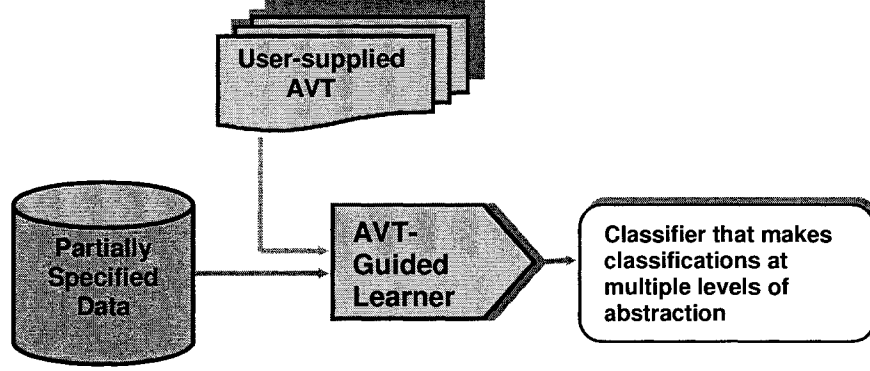 User-supplied
AVT
Partially
Specified
Data
AVT-
Guided
Learner
Classifier that makes
classifications at
multiple levels of
abstraction